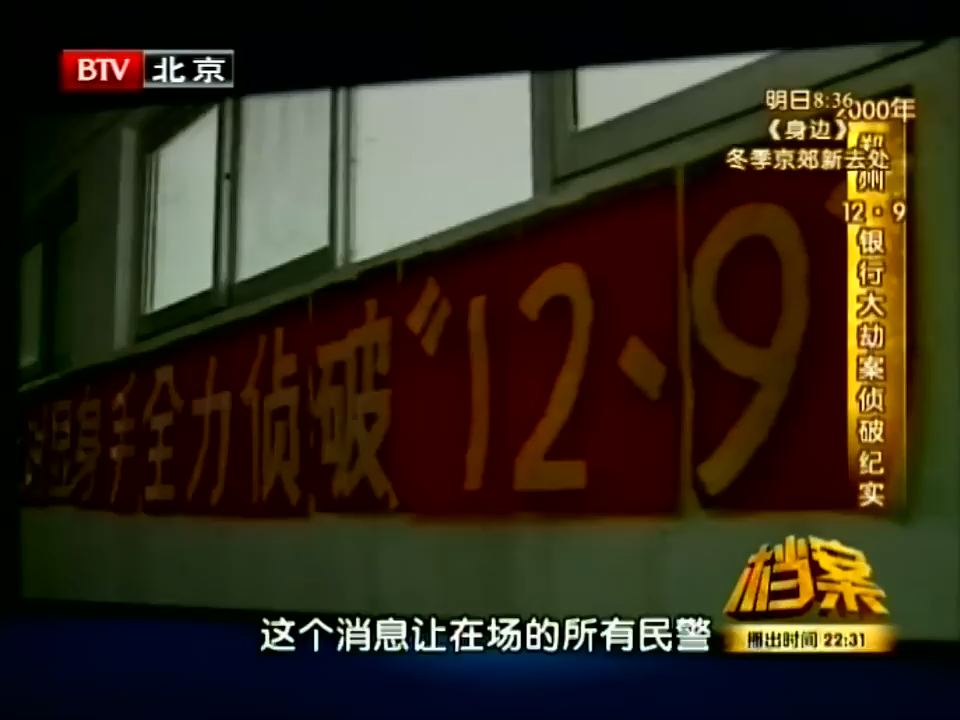 BTV 北京
明日8:36
《身边》
冬季京郊新去处
2000年
郑州
12·9
银行大劫案侦破纪实
显身手全力侦破“12·9
档案
播出时间 22:31
这个消息让在场的所有民警